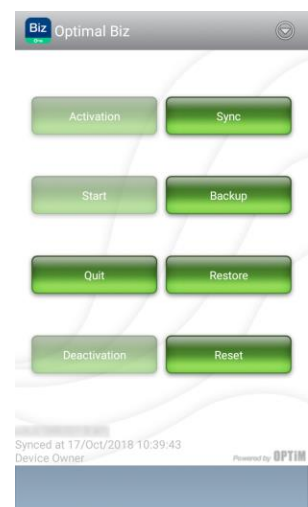 Biz Optimal Biz
Activation Sync
Start Backup
Quit Restore
Deactivation Reset
Synced at 17/Oct/2018 10:39:43
Device Owner Powered by OPTiM